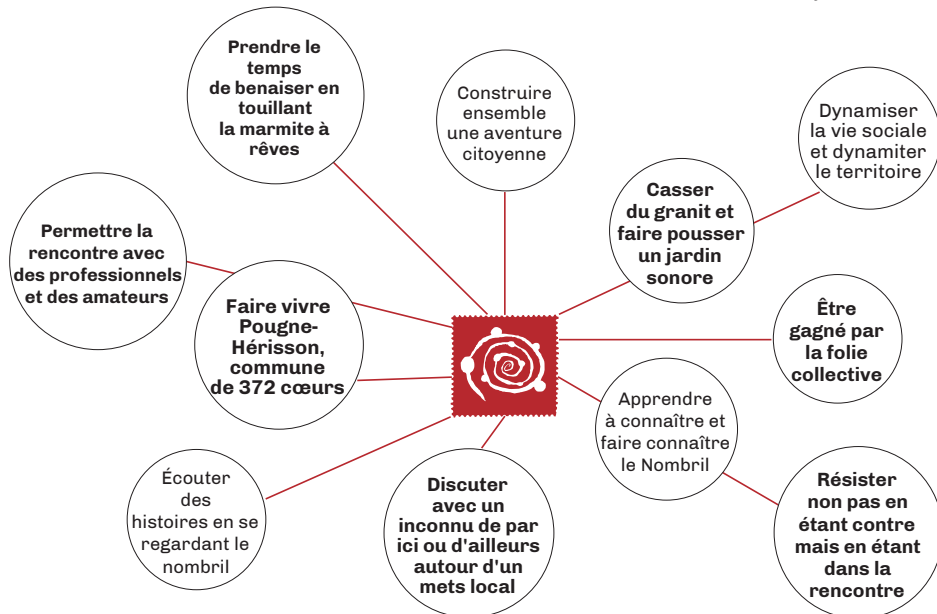 Prendre le
temps
de benaiser en
touillant
la marmite à
rêves
Construire
ensemble
une aventure
citoyenne
Dynamiser
la vie sociale
et dynamiter
le territoire
Casser
du granit et
faire pousser
un jardin
sonore
Permettre la
rencontre avec
des professionnels
et des amateurs
Faire vivre
Pougne-
Hérisson,
commune
de 372 cœurs
Être
gagné par
la folie
collective
Apprendre
à connaître et
faire connaître
le Nombril
Écouter
des
histoires en se
regardant le
nombril
Discuter
avec un
inconnu de par
ici ou d'ailleurs
autour d'un
mets local
Résister
non pas en
étant contre
mais en étant
dans la
rencontre